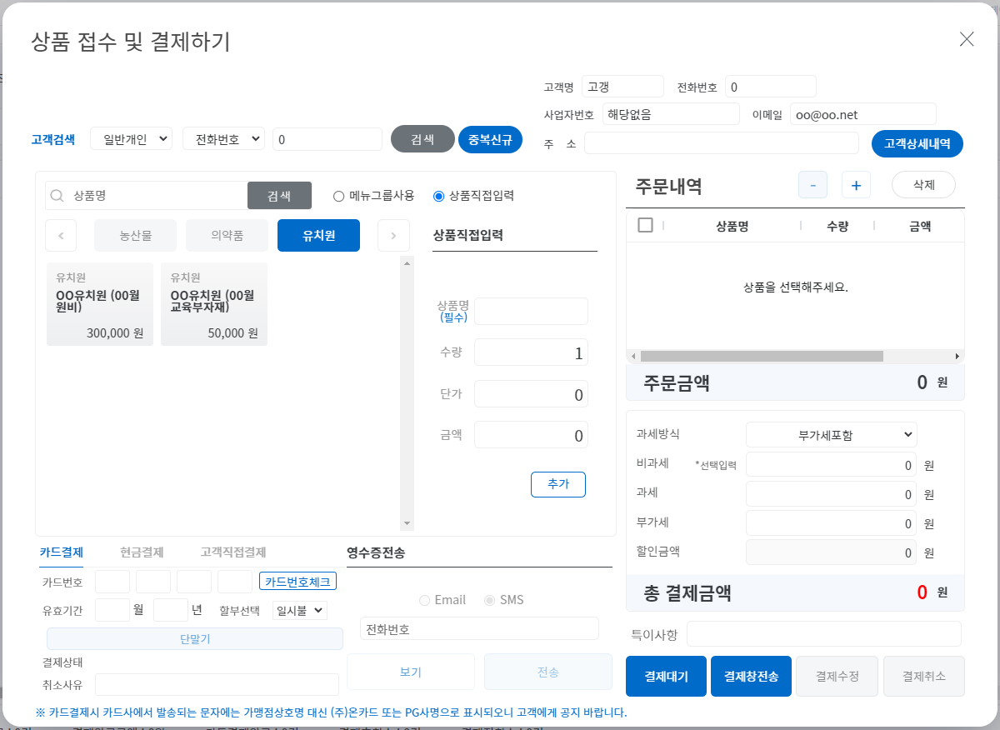 상품 접수 및 결제하기
고객명 고갱 전화번호 0
사업자번호 해당없음 이메일 oo@oo.net
고객검색 일반개인 전화번호 0 검색 중복신규 주 소 고객상세내역
상품명 검색 메뉴그룹사용 상품직접입력
< 농산물 의약품 유치원 >
유치원
OO유치원 (00월
원비)
300,000 원
유치원
OO유치원 (00월
교육부자재)
50,000 원
상품직접입력
상품명
(필수)
수량 1
단가 0
금액 0
추가
주문내역 - + 삭제
상품명 수량 금액
상품을 선택해주세요.
주문금액 0 원
과세방식 부가세포함
비과세 *선택입력 0 원
과세 0 원
부가세 0 원
할인금액 0 원
총 결제금액 0 원
특이사항
결제대기 결제창전송 결제수정 결제취소
카드결제 현금결제 고객직접결제
카드번호 카드번호체크
유효기간 월 년 할부선택 일시불
단말기
결제상태
취소사유
영수증전송
Email SMS
전화번호
보기 전송
※ 카드결제시 카드사에서 발송되는 문자에는 가맹점상호명 대신 (주)온카드 또는 PG사명으로 표시되오니 고객에게 공지 바랍니다.